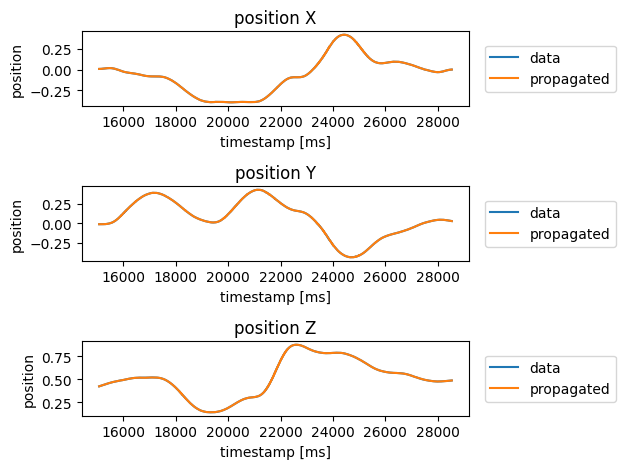 position X
position
0.25
0.00
−0.25
16000 18000 20000 22000 24000 26000 28000
timestamp [ms]
data
propagated
position Y
position
0.25
0.00
−0.25
16000 18000 20000 22000 24000 26000 28000
timestamp [ms]
data
propagated
position Z
position
0.75
0.50
0.25
16000 18000 20000 22000 24000 26000 28000
timestamp [ms]
data
propagated